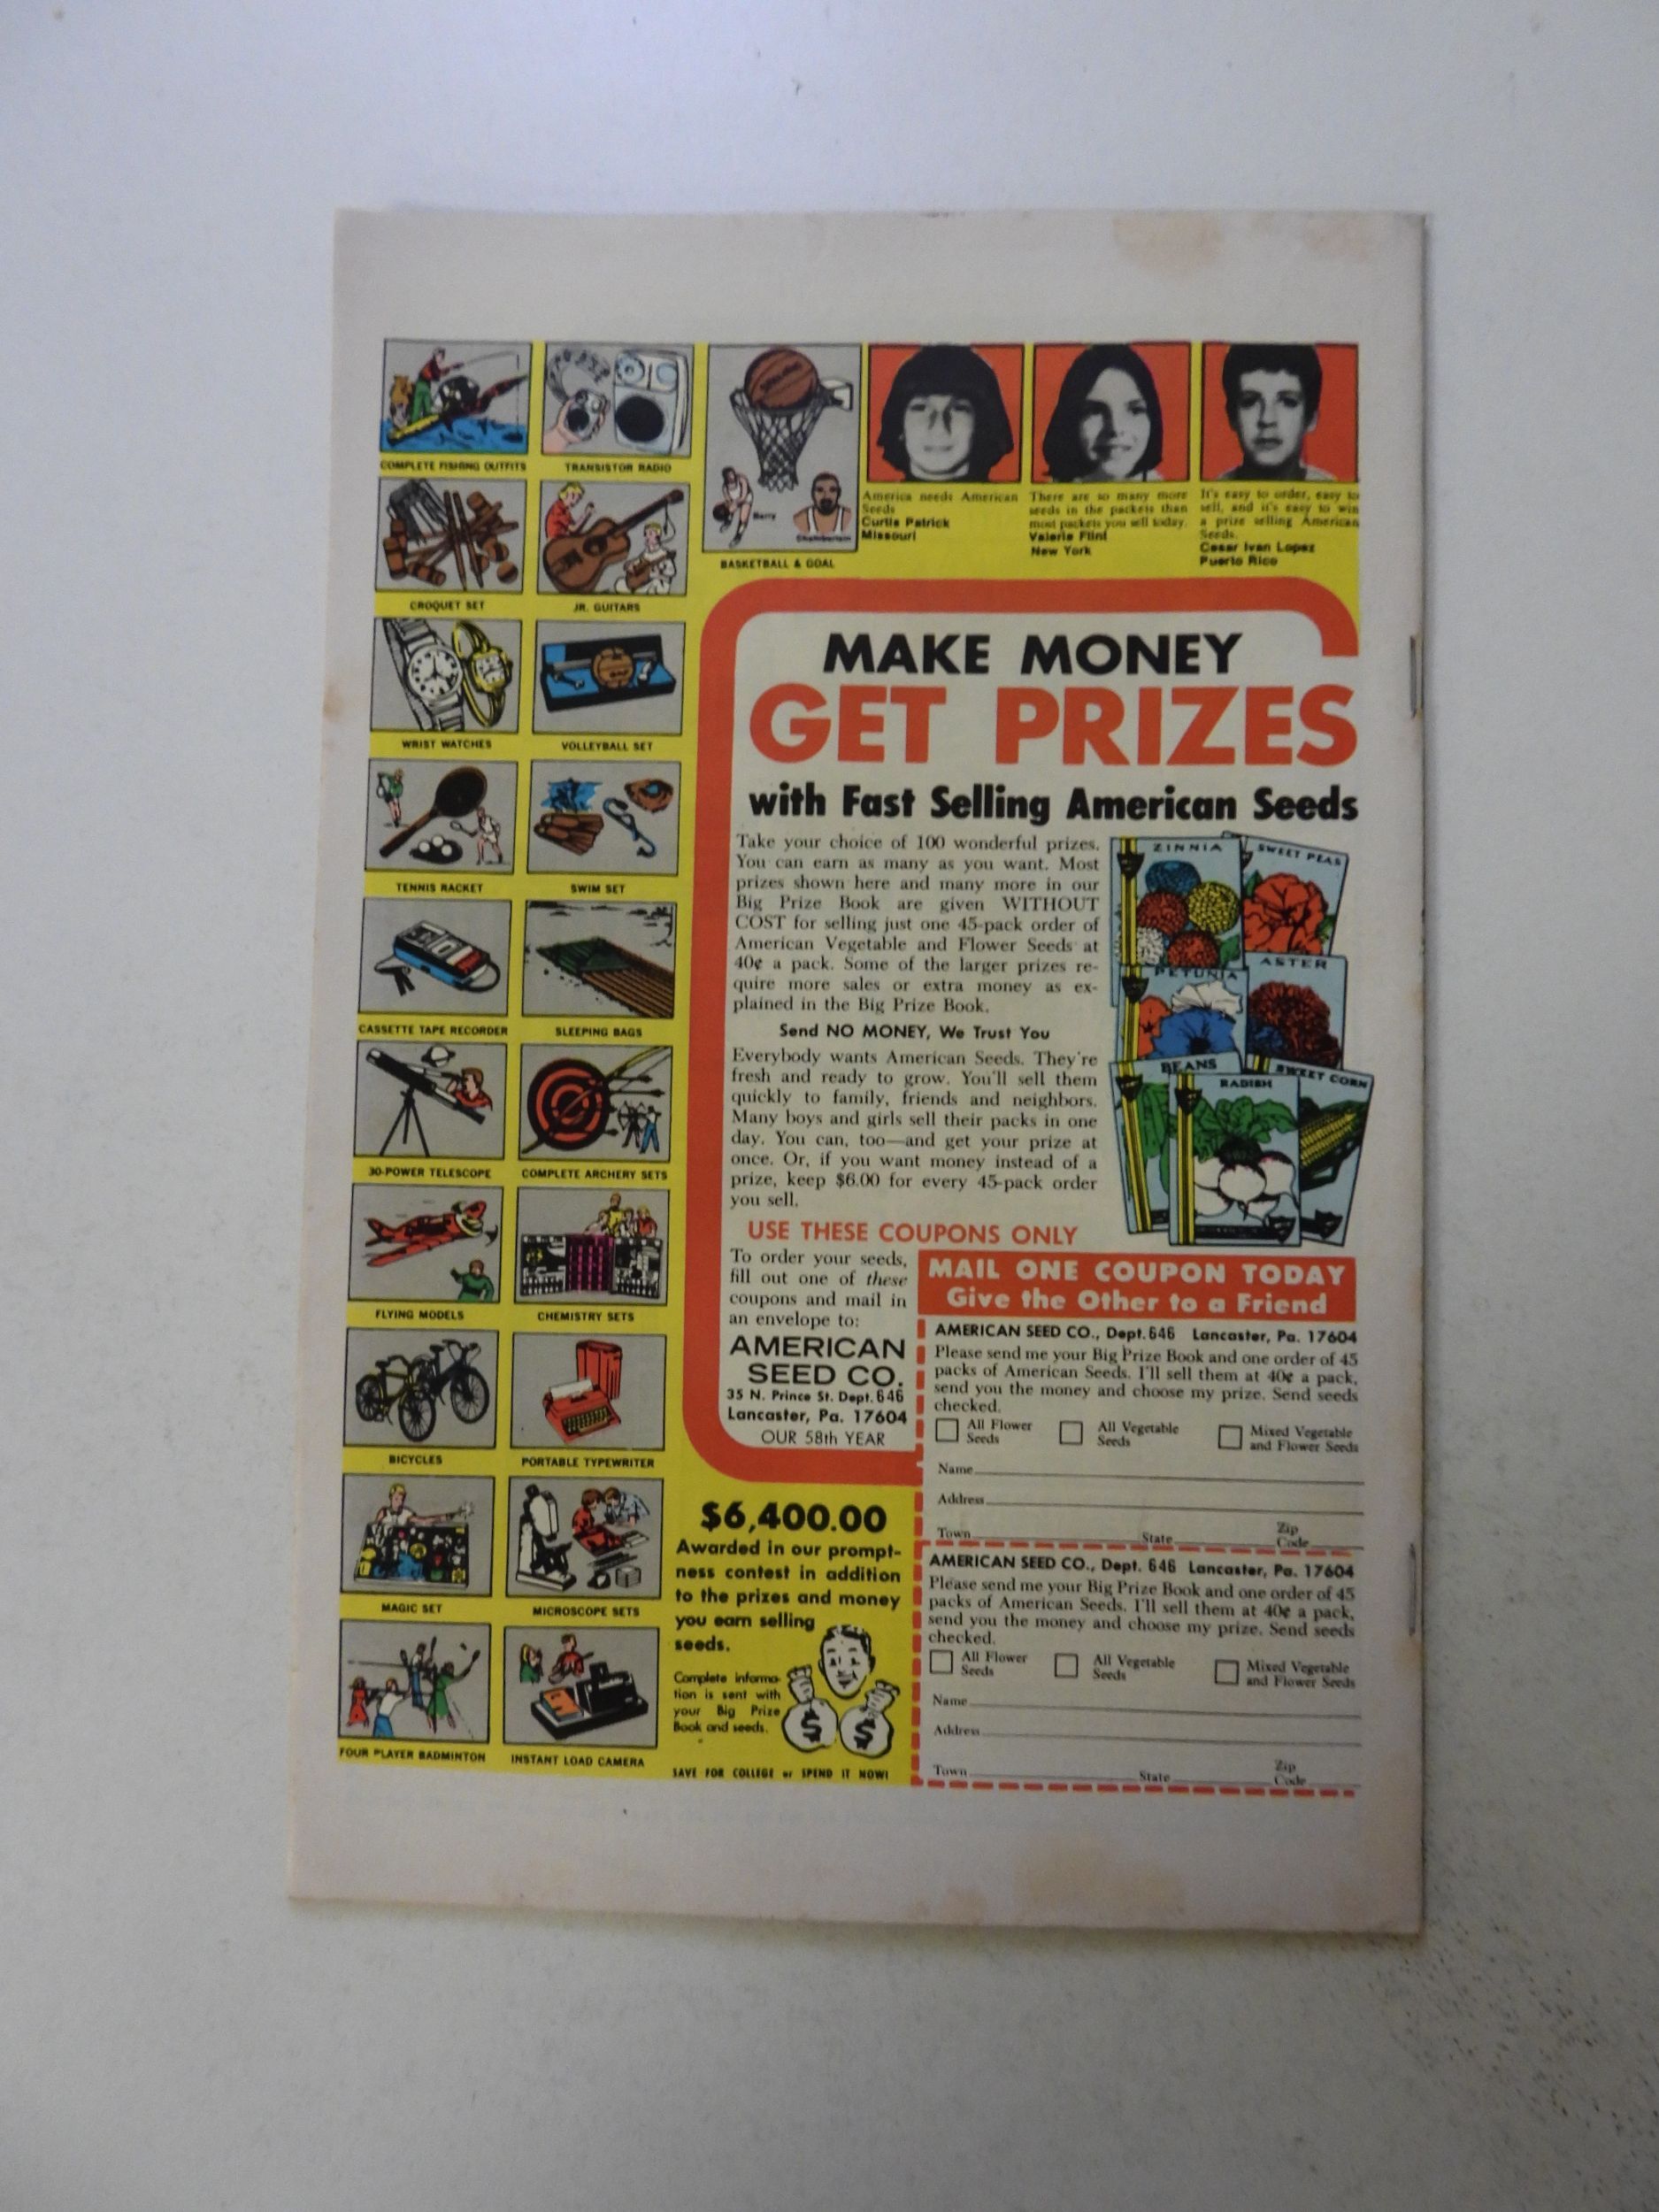 COMPLETE FISHING OUTFITS
TRANSISTOR RADIO
CROQUET SET
JR. GUITARS
WRIST WATCHES
VOLLEYBALL SET
TENNIS RACKET
SWIM SET
CASSETTE TAPE RECORDER
SLEEPING BAGS
30-POWER TELESCOPE
COMPLETE ARCHERY SETS
FLYING MODELS
CHEMISTRY SETS
BICYCLES
PORTABLE TYPEWRITER
MAGIC SET
MICROSCOPE SETS
FOUR PLAYER BADMINTON
INSTANT LOAD CAMERA
Barry
Chamberlain
BASKETBALL & GOAL
America needs American
Seeds
Curtis Patrick
Missouri
There are so many more
seeds in the packets than
most packets you sell today.
Valerie Flint
New York
It's easy to order, easy to
sell, and it's easy to win
a prize selling American
Seeds.
Cesar Ivan Lopez
Puerto Rico
MAKE MONEY
GET PRIZES
with Fast Selling American Seeds
Take your choice of 100 wonderful prizes.
You can earn as many as you want. Most
prizes shown here and many more in our
Big Prize Book are given WITHOUT
COST for selling just one 45-pack order of
American Vegetable and Flower Seeds at
40¢ a pack. Some of the larger prizes re-
quire more sales or extra money as ex-
plained in the Big Prize Book.
Send NO MONEY, We Trust You
Everybody wants American Seeds. They're
fresh and ready to grow. You'll sell them
quickly to family, friends and neighbors.
Many boys and girls sell their packs in one
day. You can, too—and get your prize at
once. Or, if you want money instead of a
prize, keep $6.00 for every 45-pack order
you sell.
ZINNIA
SWEET PEAS
PETUNIA
ASTER
BEANS
RADISH
SWEET CORN
USE THESE COUPONS ONLY
To order your seeds,
fill out one of these
coupons and mail in
an envelope to:
AMERICAN
SEED CO.
35 N. Prince St. Dept. 646
Lancaster, Pa. 17604
OUR 58th YEAR
MAIL ONE COUPON TODAY
Give the Other to a Friend
AMERICAN SEED CO., Dept. 646 Lancaster, Pa. 17604
Please send me your Big Prize Book and one order of 45
packs of American Seeds. I'll sell them at 40¢ a pack,
send you the money and choose my prize. Send seeds
checked.
All Flower
Seeds
All Vegetable
Seeds
Mixed Vegetable
and Flower Seeds
Name
Address
Town State Zip
Code
AMERICAN SEED CO., Dept. 646 Lancaster, Pa. 17604
Please send me your Big Prize Book and one order of 45
packs of American Seeds. I'll sell them at 40¢ a pack,
send you the money and choose my prize. Send seeds
checked.
All Flower
Seeds
All Vegetable
Seeds
Mixed Vegetable
and Flower Seeds
Name
Address
Town State Zip
Code
$6,400.00
Awarded in our prompt-
ness contest in addition
to the prizes and money
you earn selling
seeds.
Complete informa-
tion is sent with
your Big Prize
Book and seeds.
$ $
SAVE FOR COLLEGE or SPEND IT NOW!